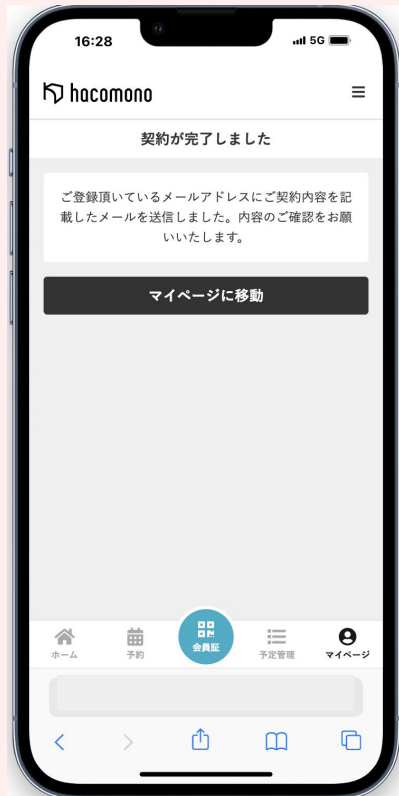 16:28
5G
hacomono
契約が完了しました
ご登録頂いているメールアドレスにご契約内容を記
載したメールを送信しました。内容のご確認をお願
いいたします。
マイページに移動
ホーム
予約
会員証
予定管理
マイページ